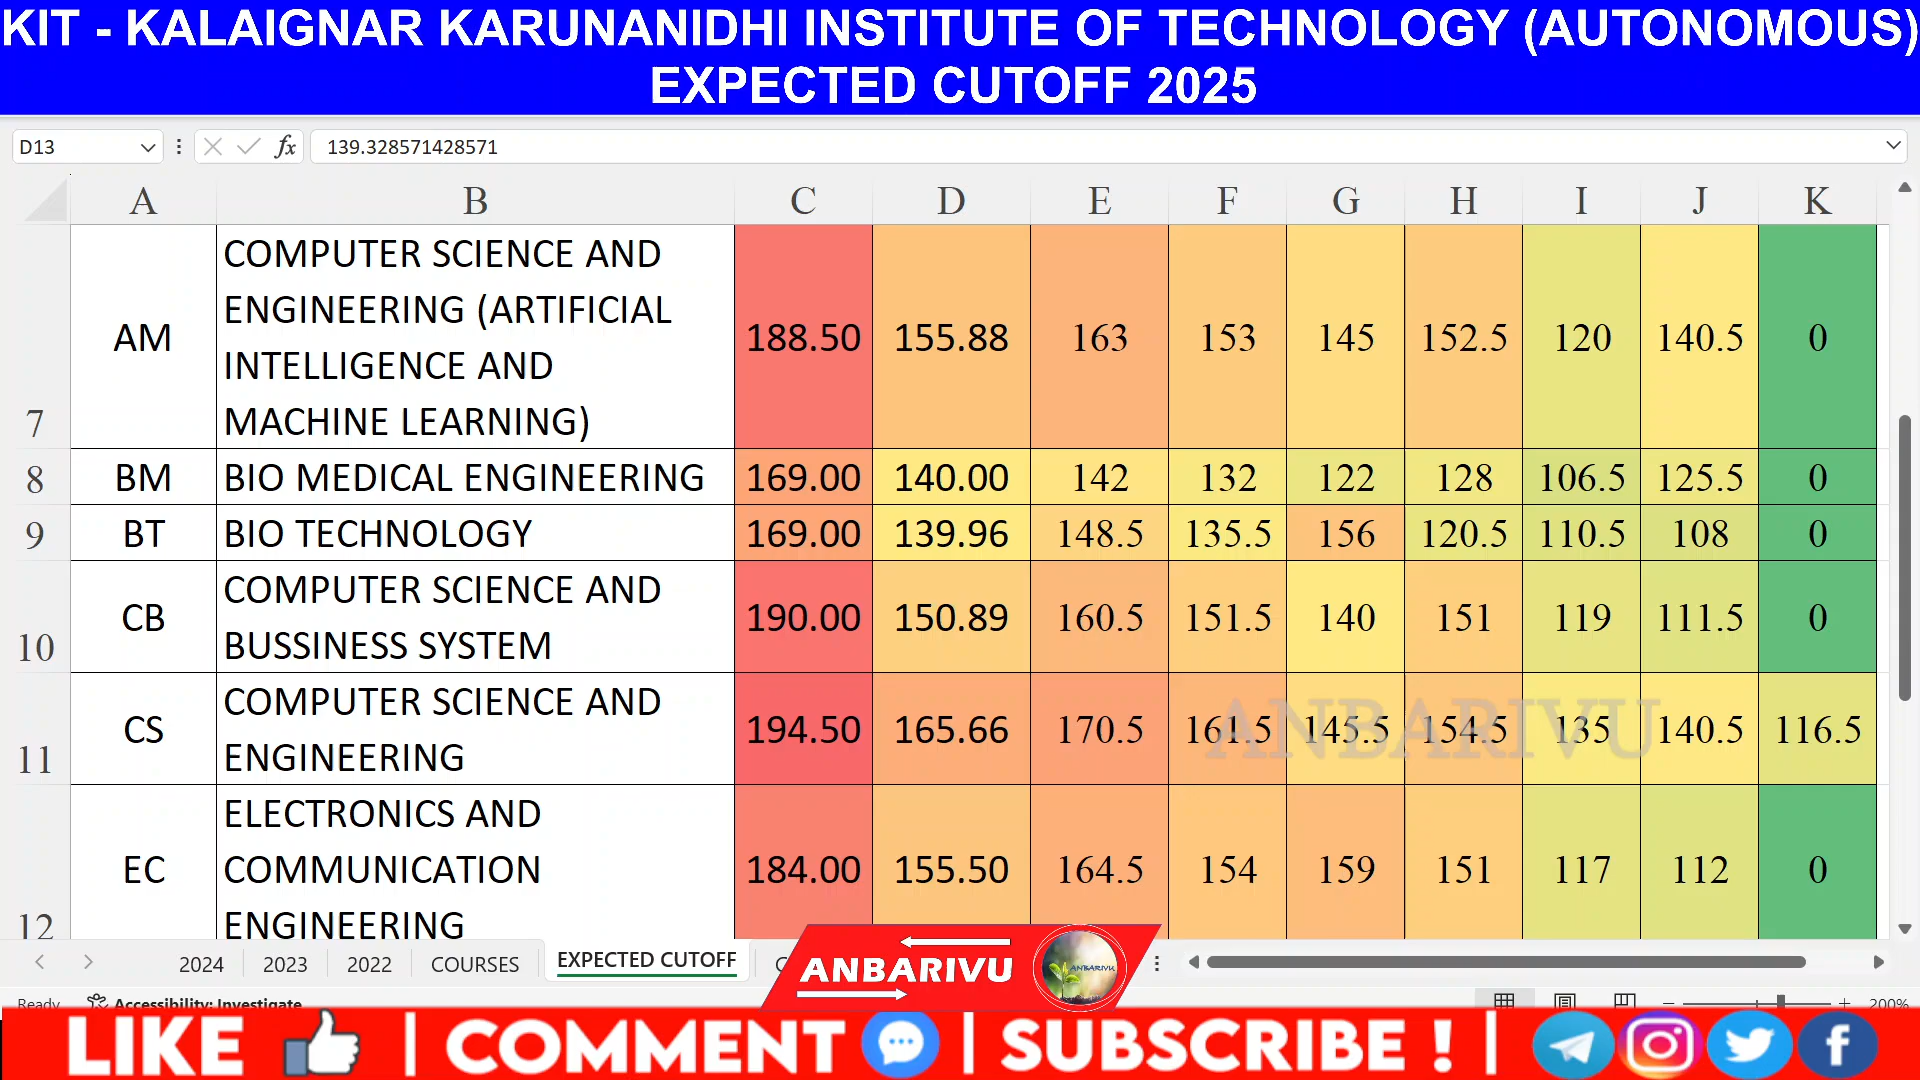 KIT - KALAIGNAR KARUNANIDHI INSTITUTE OF TECHNOLOGY (AUTONOMOUS)
EXPECTED CUTOFF 2025
D13 fx 139.328571428571
A B C D E F G H I J K
7 AM COMPUTER SCIENCE AND
ENGINEERING (ARTIFICIAL
INTELLIGENCE AND
MACHINE LEARNING) 188.50 155.88 163 153 145 152.5 120 140.5 0
8 BM BIO MEDICAL ENGINEERING 169.00 140.00 142 132 122 128 106.5 125.5 0
9 BT BIO TECHNOLOGY 169.00 139.96 148.5 135.5 156 120.5 110.5 108 0
10 CB COMPUTER SCIENCE AND
BUSSINESS SYSTEM 190.00 150.89 160.5 151.5 140 151 119 111.5 0
11 CS COMPUTER SCIENCE AND
ENGINEERING 194.50 165.66 170.5 161.5 145.5 154.5 135 140.5 116.5
ANBARIVU
12 EC ELECTRONICS AND
COMMUNICATION
ENGINEERING 184.00 155.50 164.5 154 159 151 117 112 0
2024 2023 2022 COURSES EXPECTED CUTOFF
ANBARIVU
ANBARIVU
Ready Accessibility: Investigate 200%
LIKE | COMMENT | SUBSCRIBE ! |